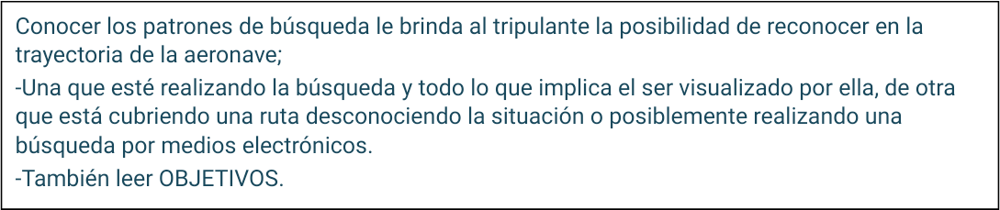 Conocer los patrones de búsqueda le brinda al tripulante la posibilidad de reconocer en la
trayectoria de la aeronave;
-Una que esté realizando la búsqueda y todo lo que implica el ser visualizado por ella, de otra
que está cubriendo una ruta desconociendo la situación o posiblemente realizando una
búsqueda por medios electrónicos.
-También leer OBJETIVOS.